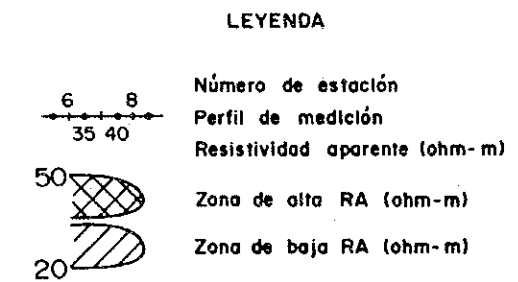 LEYENDA
6 8 Número de estación
Perfil de medición
35 40
Resistividad aparente (ohm-m)
50 Zona de alta RA (ohm-m)
Zona de baja RA (ohm-m)
20